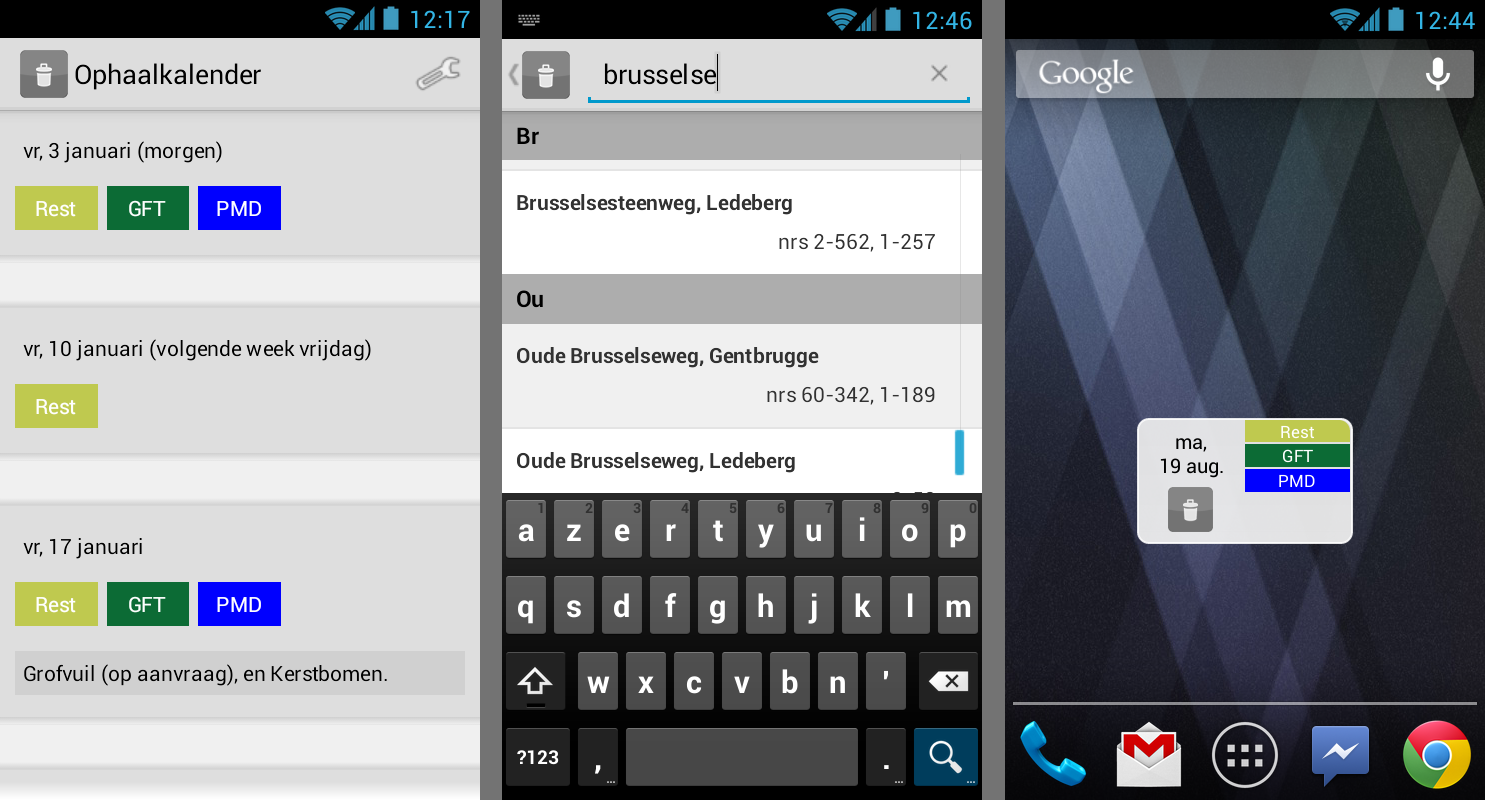 12:17
Ophaalkalender
vr, 3 januari (morgen)
Rest GFT PMD
vr, 10 januari (volgende week vrijdag)
Rest
vr, 17 januari
Rest GFT PMD
Grofvuil (op aanvraag), en Kerstbomen.
12:46
brusselse
Br
Brusselsesteenweg, Ledeberg
nrs 2-562, 1-257
Ou
Oude Brusselseweg, Gentbrugge
nrs 60-342, 1-189
Oude Brusselseweg, Ledeberg
1 2 3 4 5 6 7 8 9 0
a z e r t y u i o p
q s d f g h j k l m
w x c v b n '
?123 , ... . ... ...
12:44
Google
ma,
19 aug.
Rest
GFT
PMD